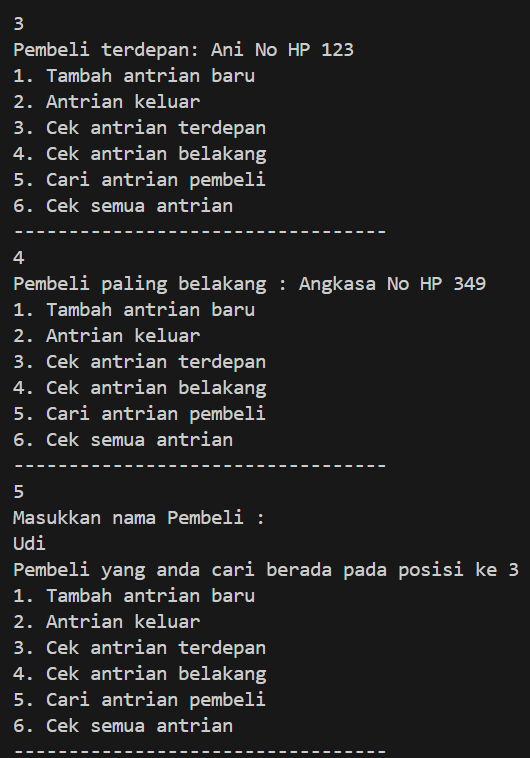 3
Pembeli terdepan: Ani No HP 123
1. Tambah antrian baru
2. Antrian keluar
3. Cek antrian terdepan
4. Cek antrian belakang
5. Cari antrian pembeli
6. Cek semua antrian
----------------------------------
4
Pembeli paling belakang : Angkasa No HP 349
1. Tambah antrian baru
2. Antrian keluar
3. Cek antrian terdepan
4. Cek antrian belakang
5. Cari antrian pembeli
6. Cek semua antrian
----------------------------------
5
Masukkan nama Pembeli :
Udi
Pembeli yang anda cari berada pada posisi ke 3
1. Tambah antrian baru
2. Antrian keluar
3. Cek antrian terdepan
4. Cek antrian belakang
5. Cari antrian pembeli
6. Cek semua antrian
----------------------------------